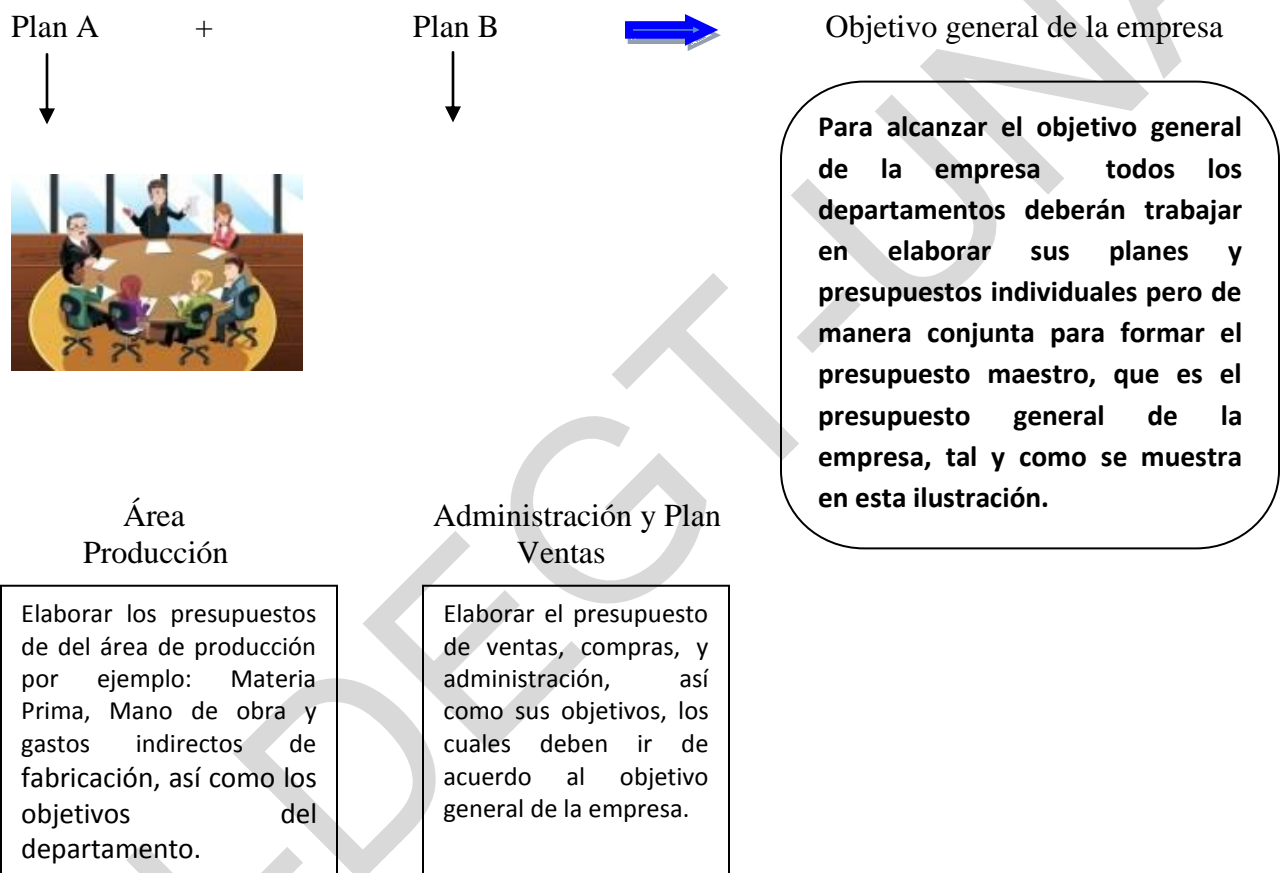 Plan A + Plan B Objetivo general de la empresa
Para alcanzar el objetivo general
de la empresa todos los
departamentos deberán trabajar
en elaborar sus planes y
presupuestos individuales pero de
manera conjunta para formar el
presupuesto maestro, que es el
presupuesto general de la
empresa, tal y como se muestra
en esta ilustración.
Área
Producción
Administración y Plan
Ventas
Elaborar los presupuestos
de del área de producción
por ejemplo: Materia
Prima, Mano de obra y
gastos indirectos de
fabricación, así como los
objetivos del
departamento.
Elaborar el presupuesto
de ventas, compras, y
administración, así
como sus objetivos, los
cuales deben ir de
acuerdo al objetivo
general de la empresa.
-DEGT-UNA